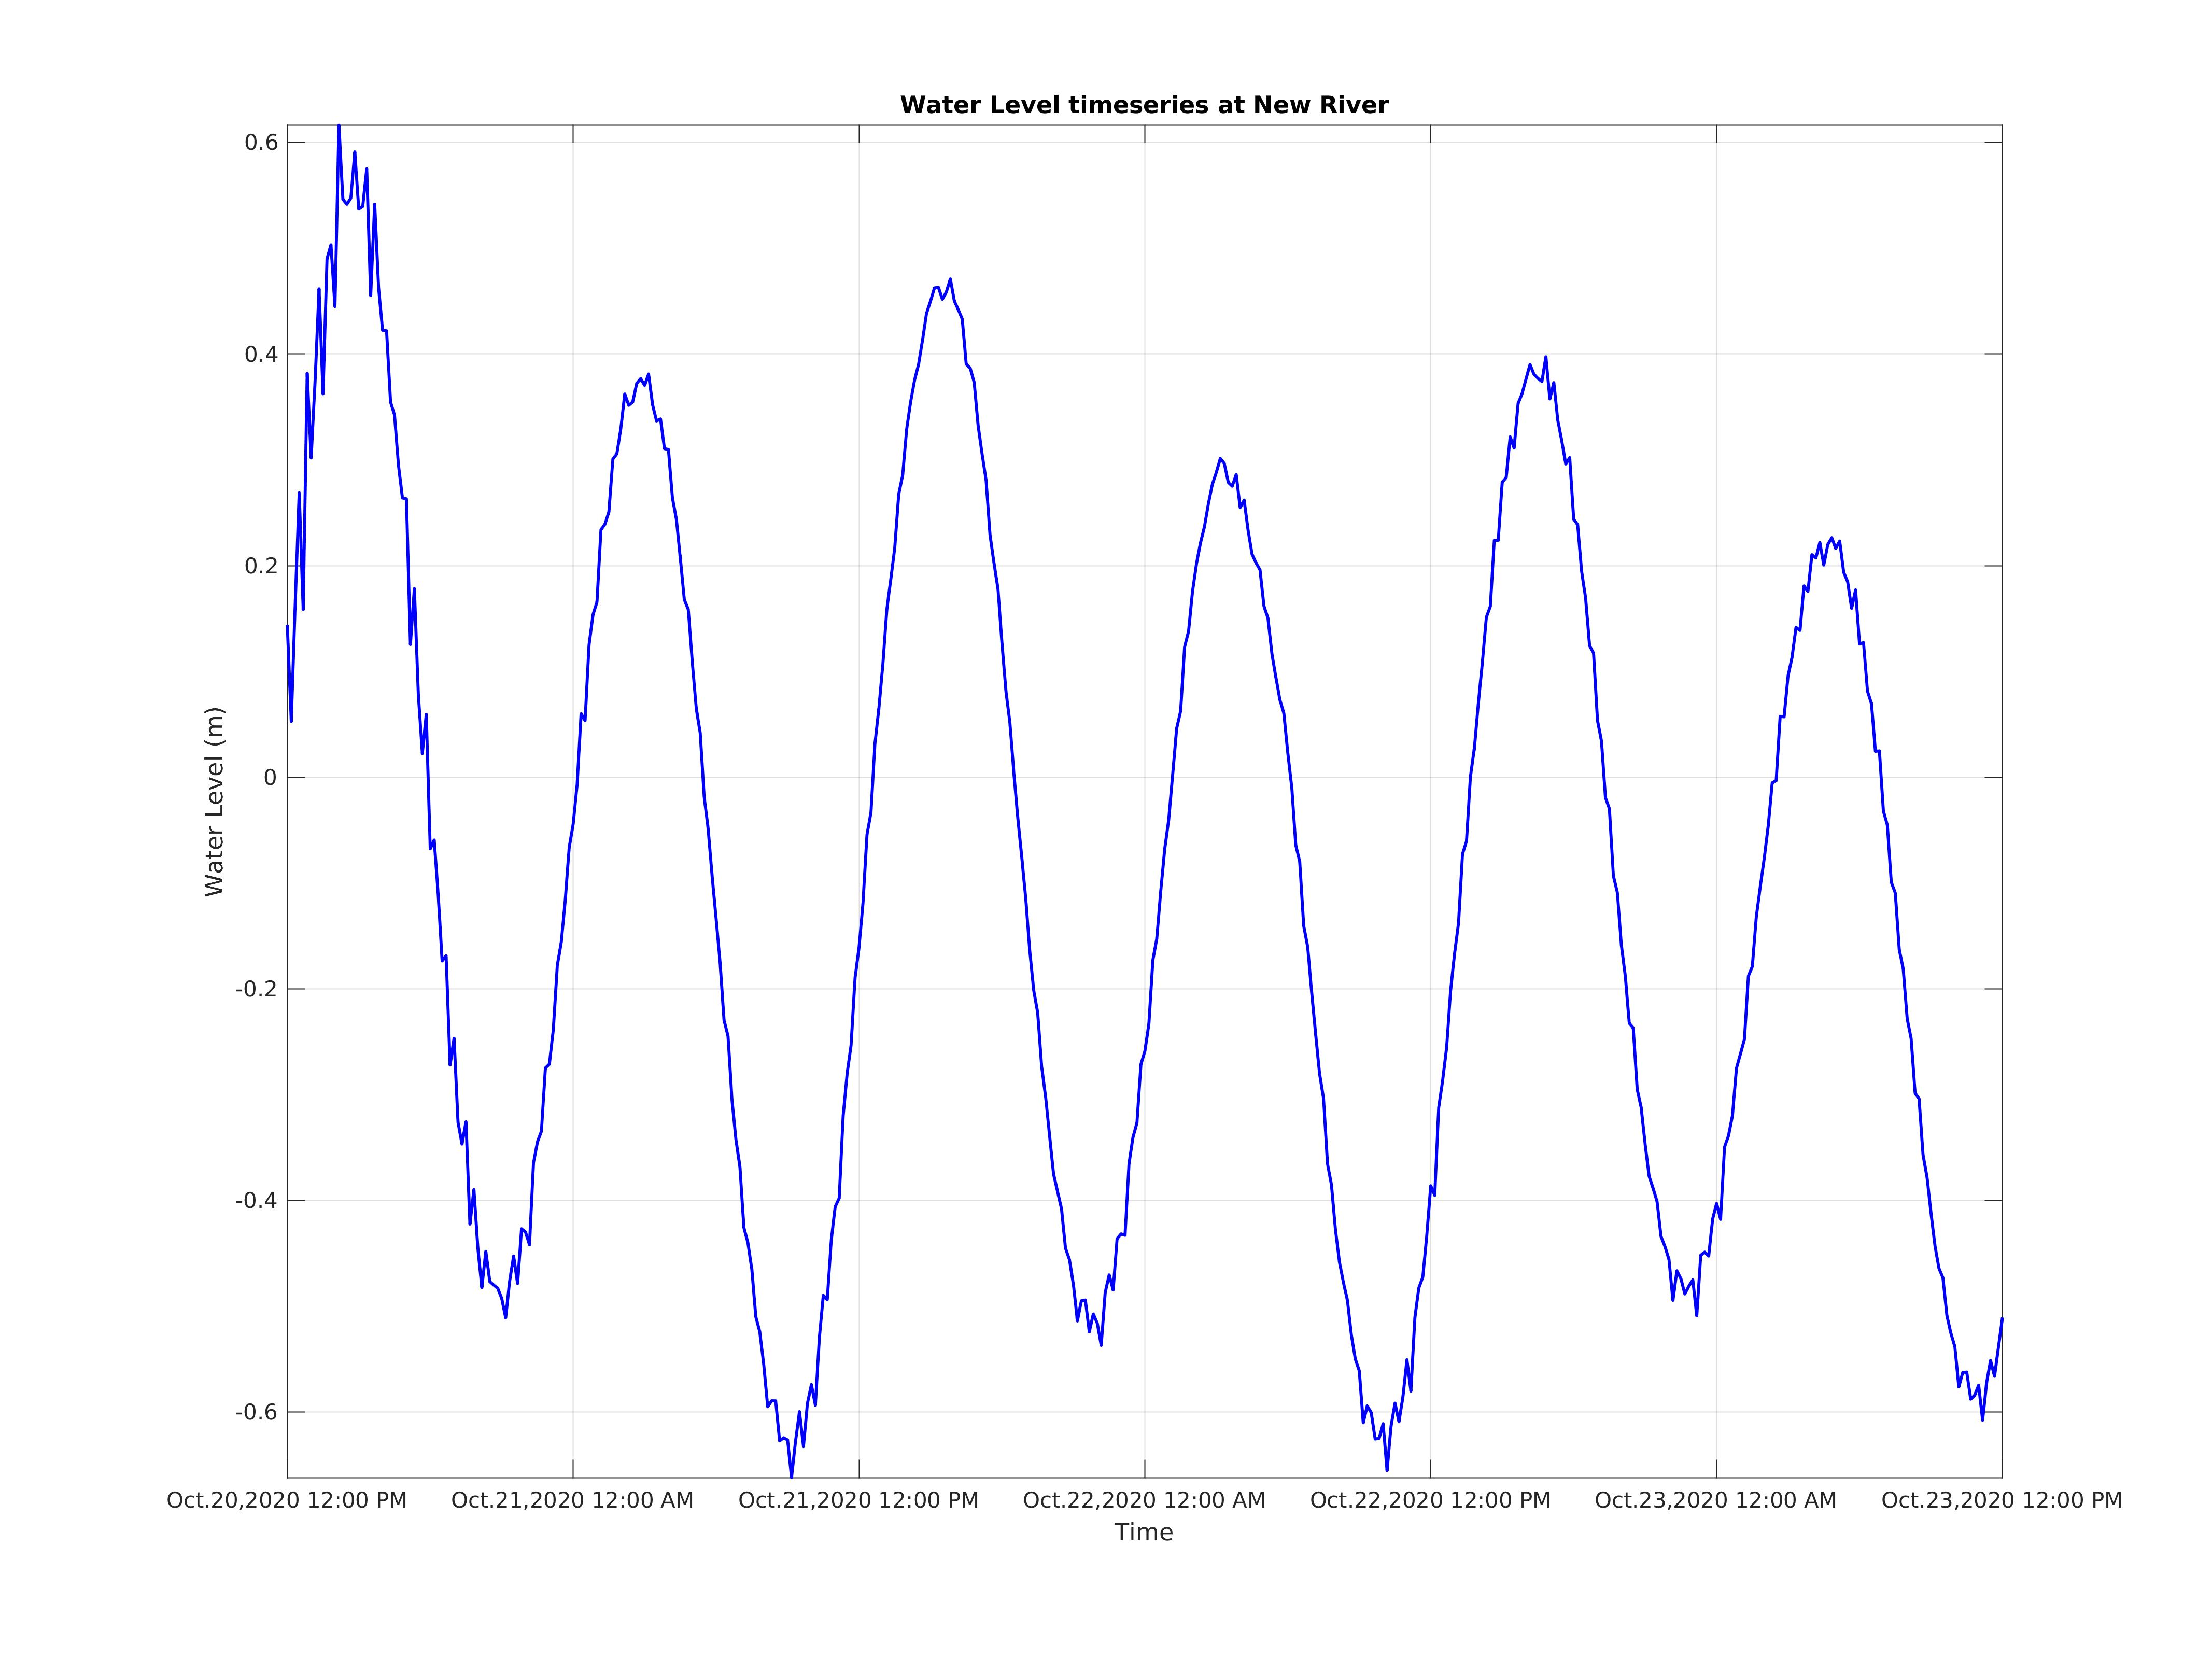 Water Level timeseries at New River
0.6
0.4
0.2
0
-0.2
-0.4
-0.6
Water Level (m)
Oct.20,2020 12:00 PM Oct.21,2020 12:00 AM Oct.21,2020 12:00 PM Oct.22,2020 12:00 AM Oct.22,2020 12:00 PM Oct.23,2020 12:00 AM Oct.23,2020 12:00 PM
Time